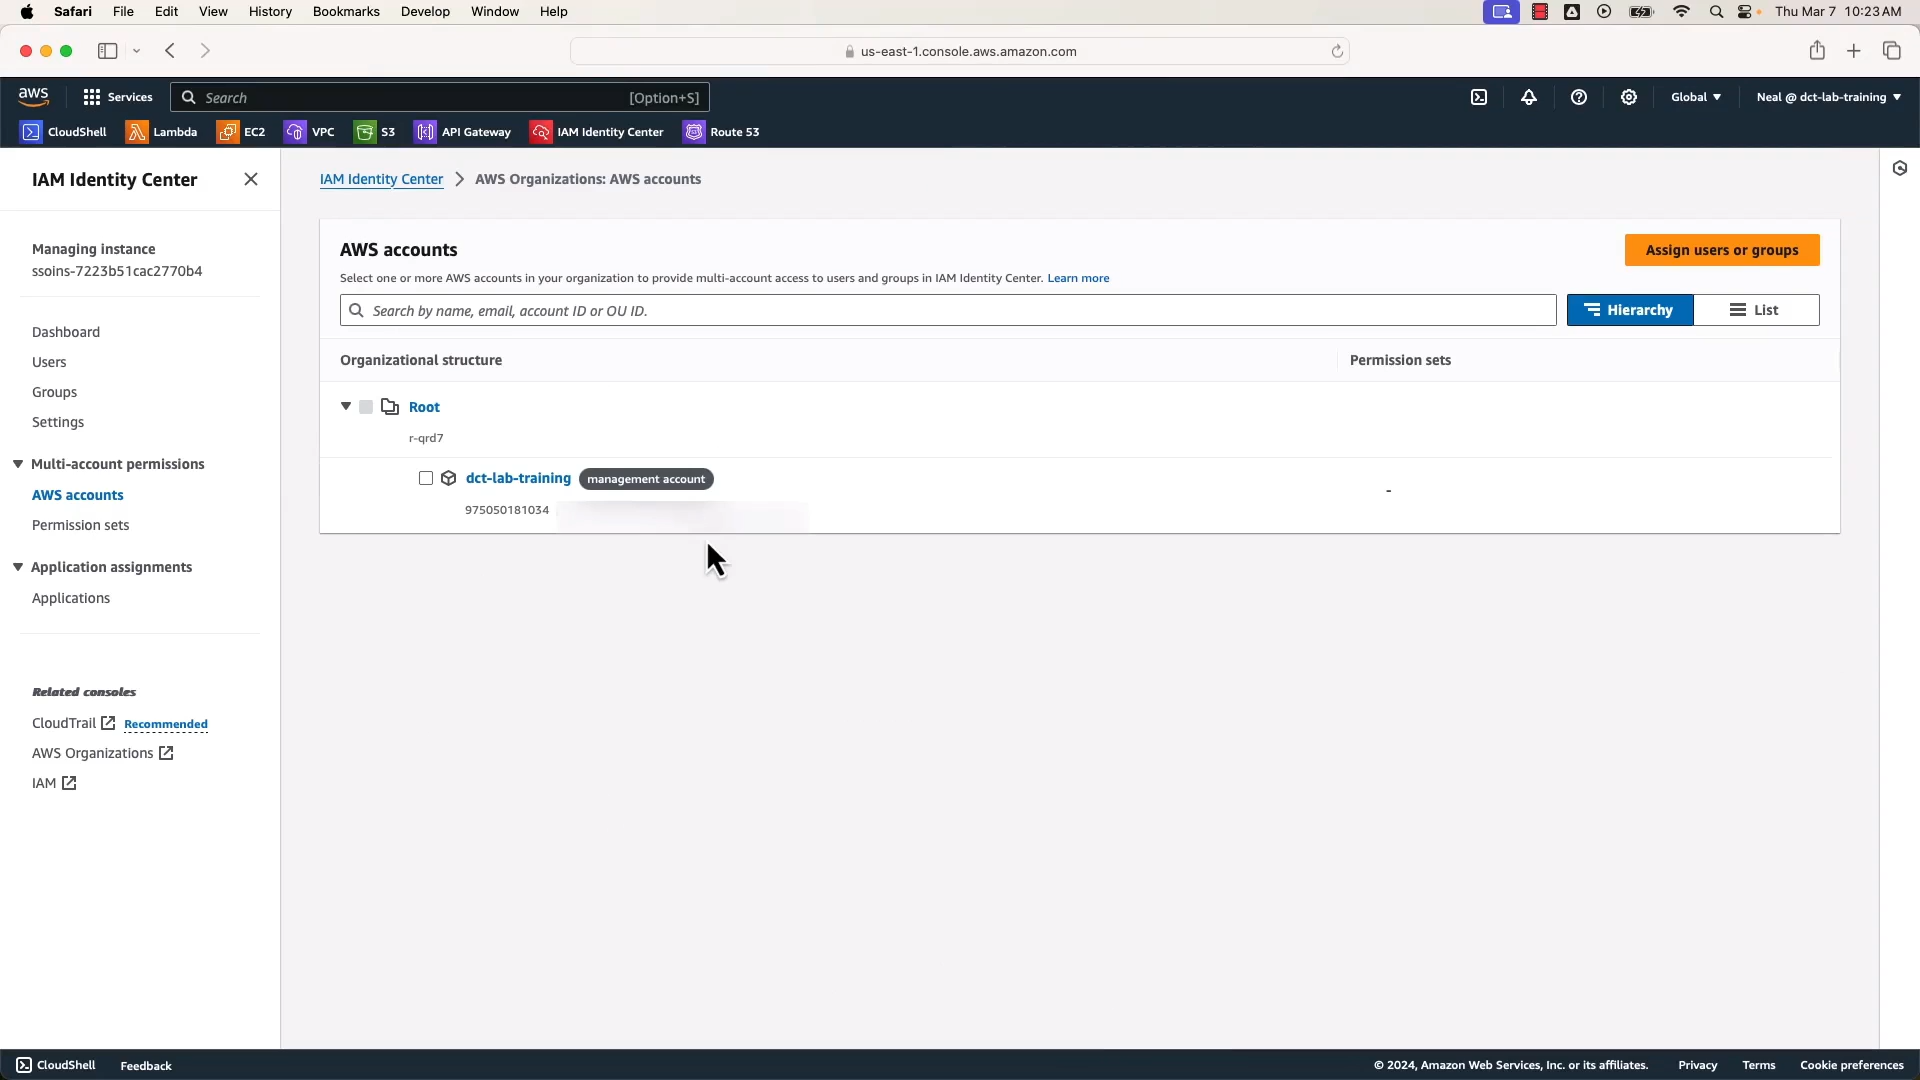 Safari File Edit View History Bookmarks Develop Window Help Thu Mar 7 10:23 AM
us-east-1.console.aws.amazon.com
aws Services Search [Option+S] Global Neal @ dct-lab-training
CloudShell Lambda EC2 VPC S3 API Gateway IAM Identity Center Route 53
IAM Identity Center
Managing instance
ssoins-7223b51cac2770b4
Dashboard
Users
Groups
Settings
Multi-account permissions
AWS accounts
Permission sets
Application assignments
Applications
Related consoles
CloudTrail Recommended
AWS Organizations
IAM
IAM Identity Center > AWS Organizations: AWS accounts
AWS accounts
Assign users or groups
Select one or more AWS accounts in your organization to provide multi-account access to users and groups in IAM Identity Center. Learn more
Search by name, email, account ID or OU ID.
Hierarchy List
Organizational structure Permission sets
Root
r-qrd7
dct-lab-training management account
-
975050181034
CloudShell Feedback © 2024, Amazon Web Services, Inc. or its affiliates. Privacy Terms Cookie preferences